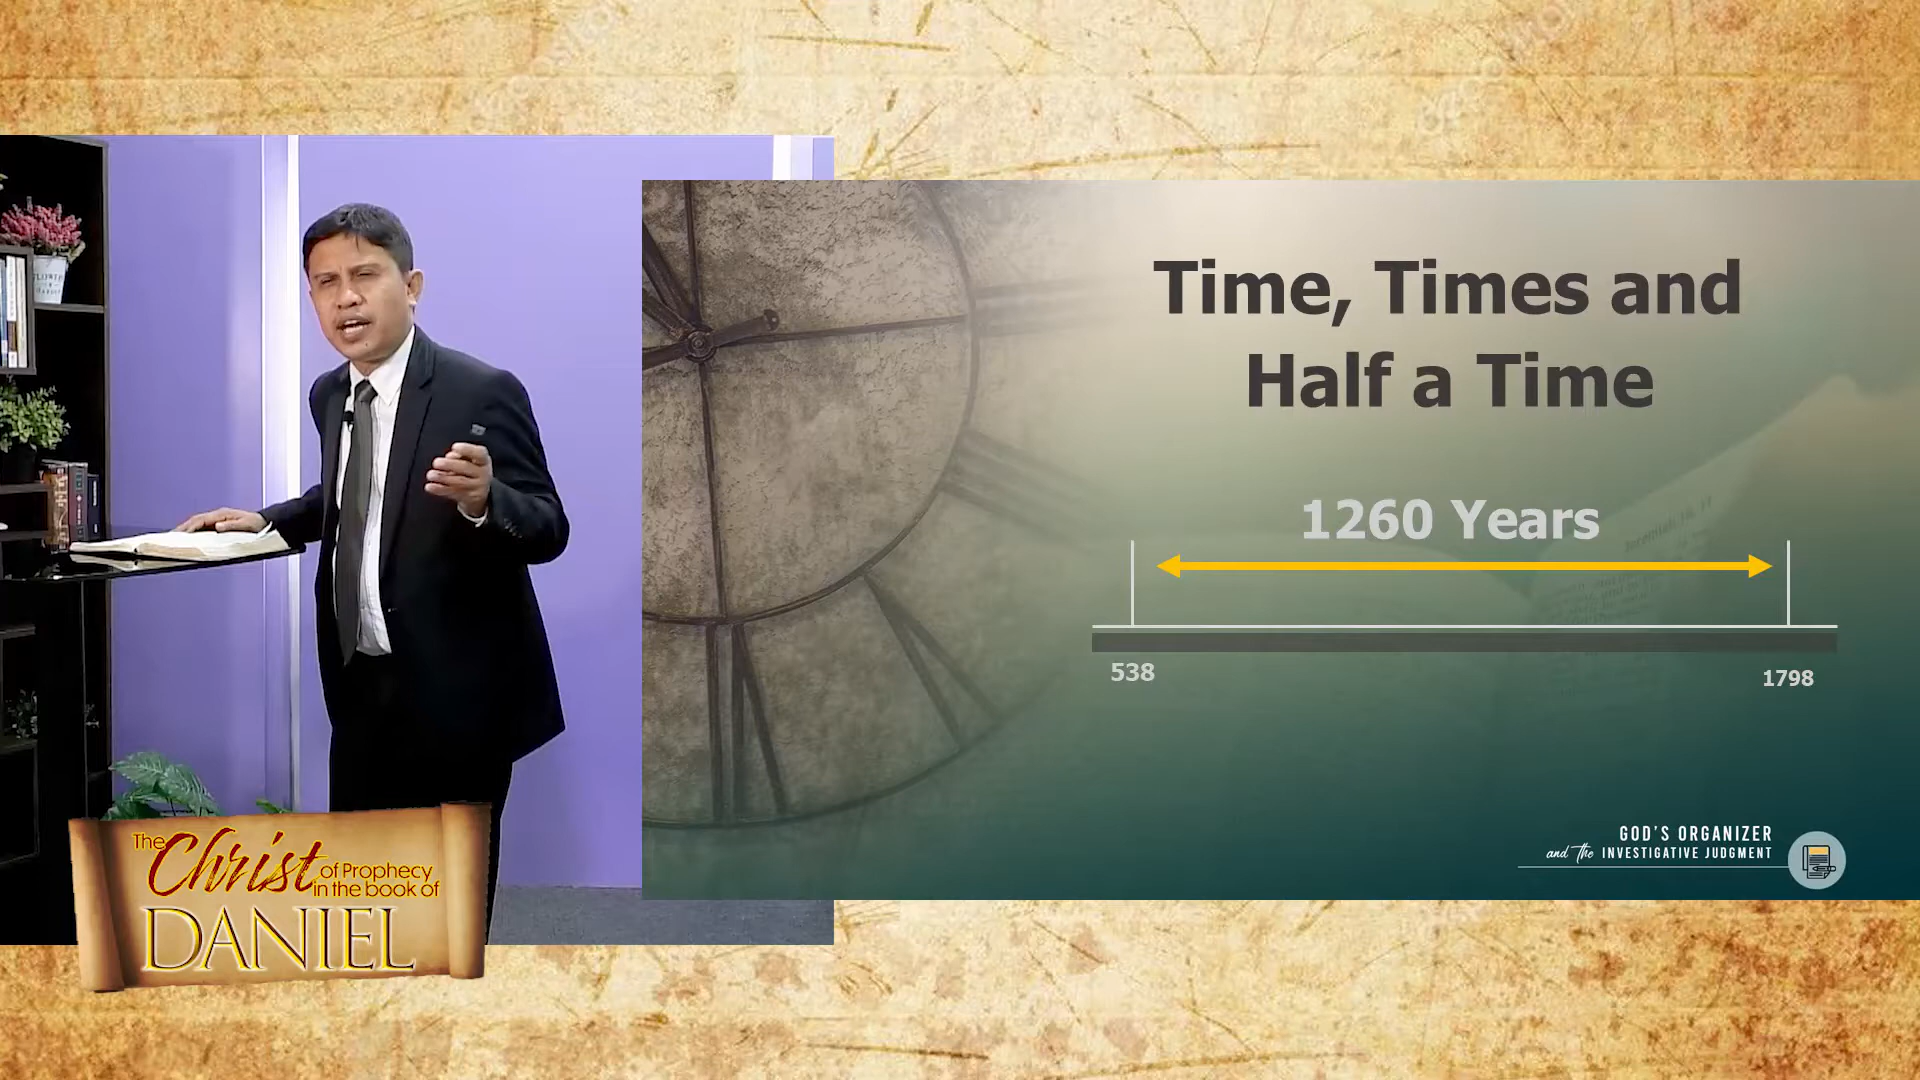 Time, Times and
Half a Time
1260 Years
538
1798
GOD'S ORGANIZER
and the INVESTIGATIVE JUDGMENT
The Christ of Prophecy
in the book of
DANIEL